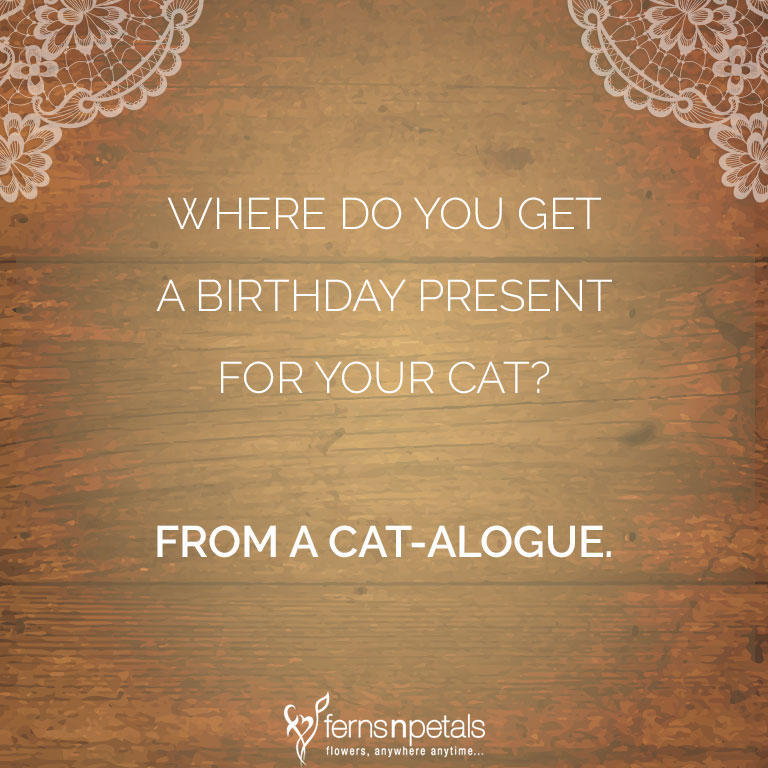 WHERE DO YOU GET
A BIRTHDAY PRESENT
FOR YOUR CAT?
FROM A CAT-ALOGUE.
fernsnpetals
flowers, anywhere anytime...